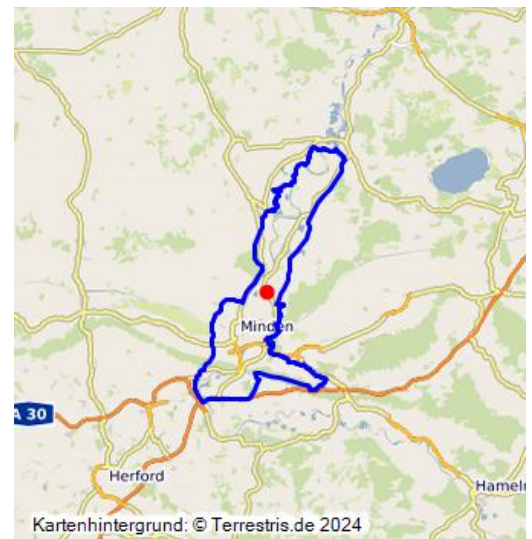 Minden
A 30
Herford
Hameln
Kartenhintergrund: © Terrestris.de 2024